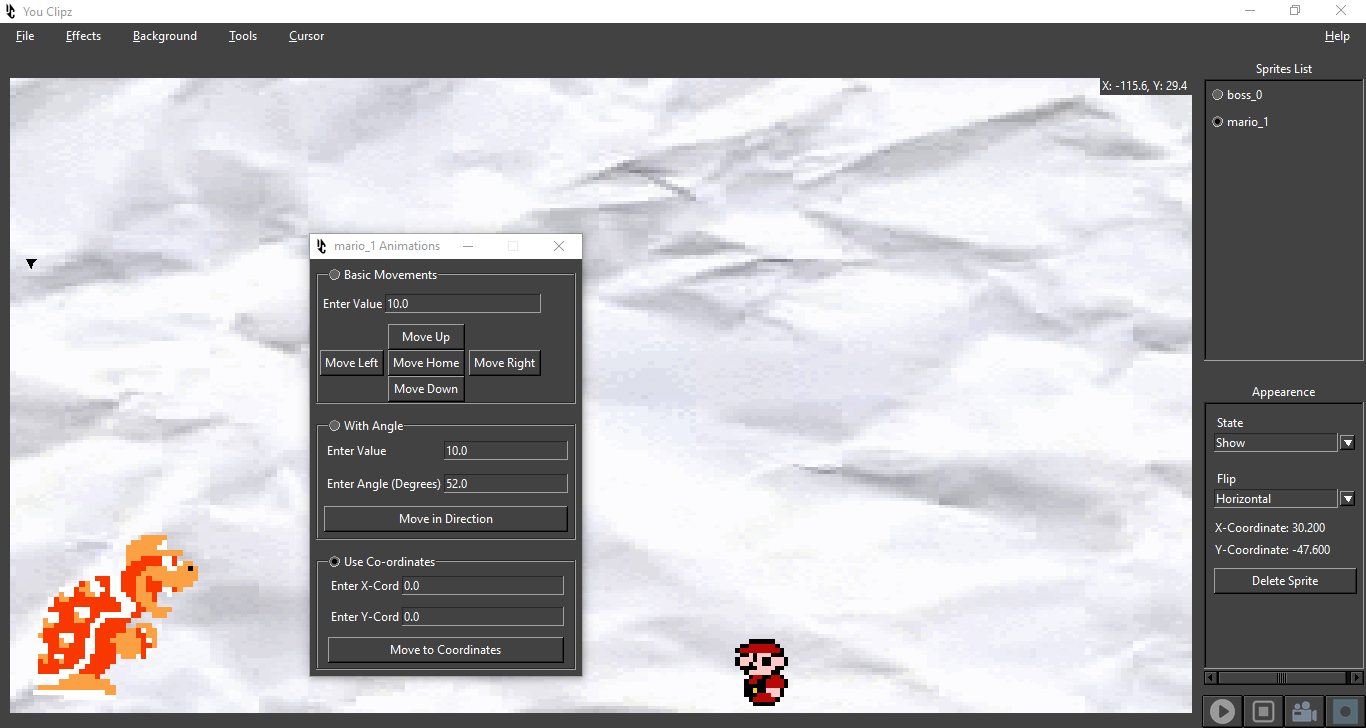 You Clipz
File Effects Background Tools Cursor Help
X: -115.6, Y: 29.4
Sprites List
boss_0
mario_1
mario_1 Animations
Basic Movements
Enter Value 10.0
Move Up
Move Left Move Home Move Right
Move Down
With Angle
Enter Value 10.0
Enter Angle (Degrees) 52.0
Move in Direction
Use Co-ordinates
Enter X-Cord 0.0
Enter Y-Cord 0.0
Move to Coordinates
Appearence
State
Show
Flip
Horizontal
X-Coordinate: 30.200
Y-Coordinate: -47.600
Delete Sprite